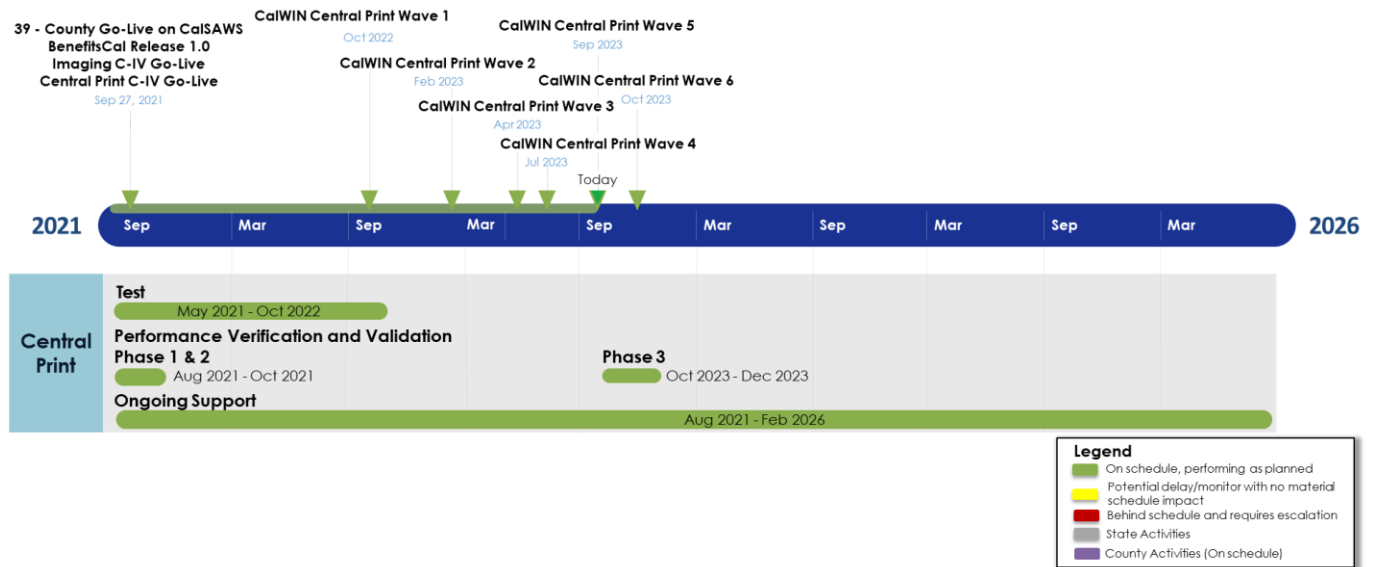 39 - County Go-Live on CalSAWS
BenefitsCal Release 1.0
Imaging C-IV Go-Live
Central Print C-IV Go-Live
Sep 27, 2021
CalWIN Central Print Wave 1
Oct 2022
CalWIN Central Print Wave 2
Feb 2023
CalWIN Central Print Wave 3
Apr 2023
CalWIN Central Print Wave 4
Jul 2023
CalWIN Central Print Wave 5
Sep 2023
CalWIN Central Print Wave 6
Oct 2023
Today
2021 Sep Mar Sep Mar Sep Mar Sep Mar Sep Mar 2026
Central
Print
Test
May 2021 - Oct 2022
Performance Verification and Validation
Phase 1 & 2
Aug 2021 - Oct 2021
Phase 3
Oct 2023 - Dec 2023
Ongoing Support
Aug 2021 - Feb 2026
Legend
On schedule, performing as planned
Potential delay/monitor with no material
schedule impact
Behind schedule and requires escalation
State Activities
County Activities (On schedule)